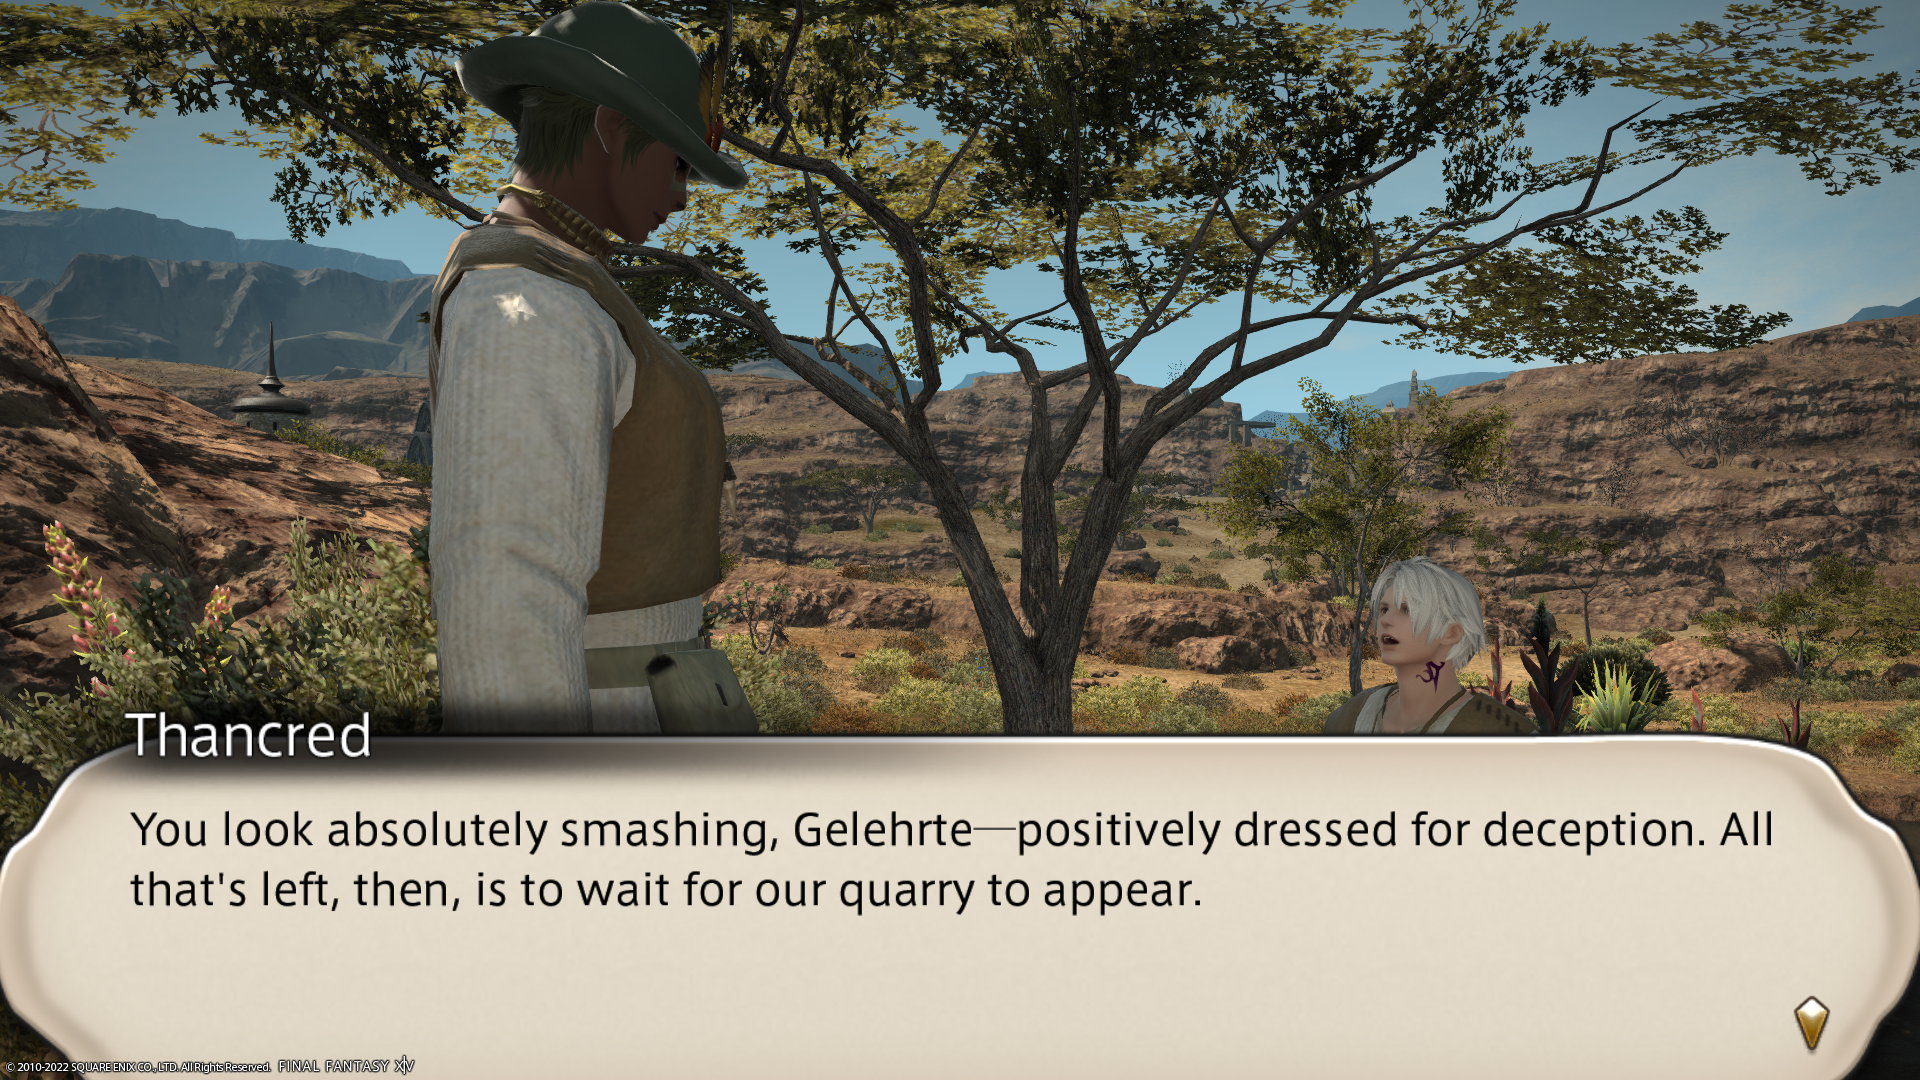 Thancred
You look absolutely smashing, Gelehrte—positively dressed for deception. All
that's left, then, is to wait for our quarry to appear.
© 2010-2022 SQUARE ENIX CO., LTD. All Rights Reserved. FINAL FANTASY XIV